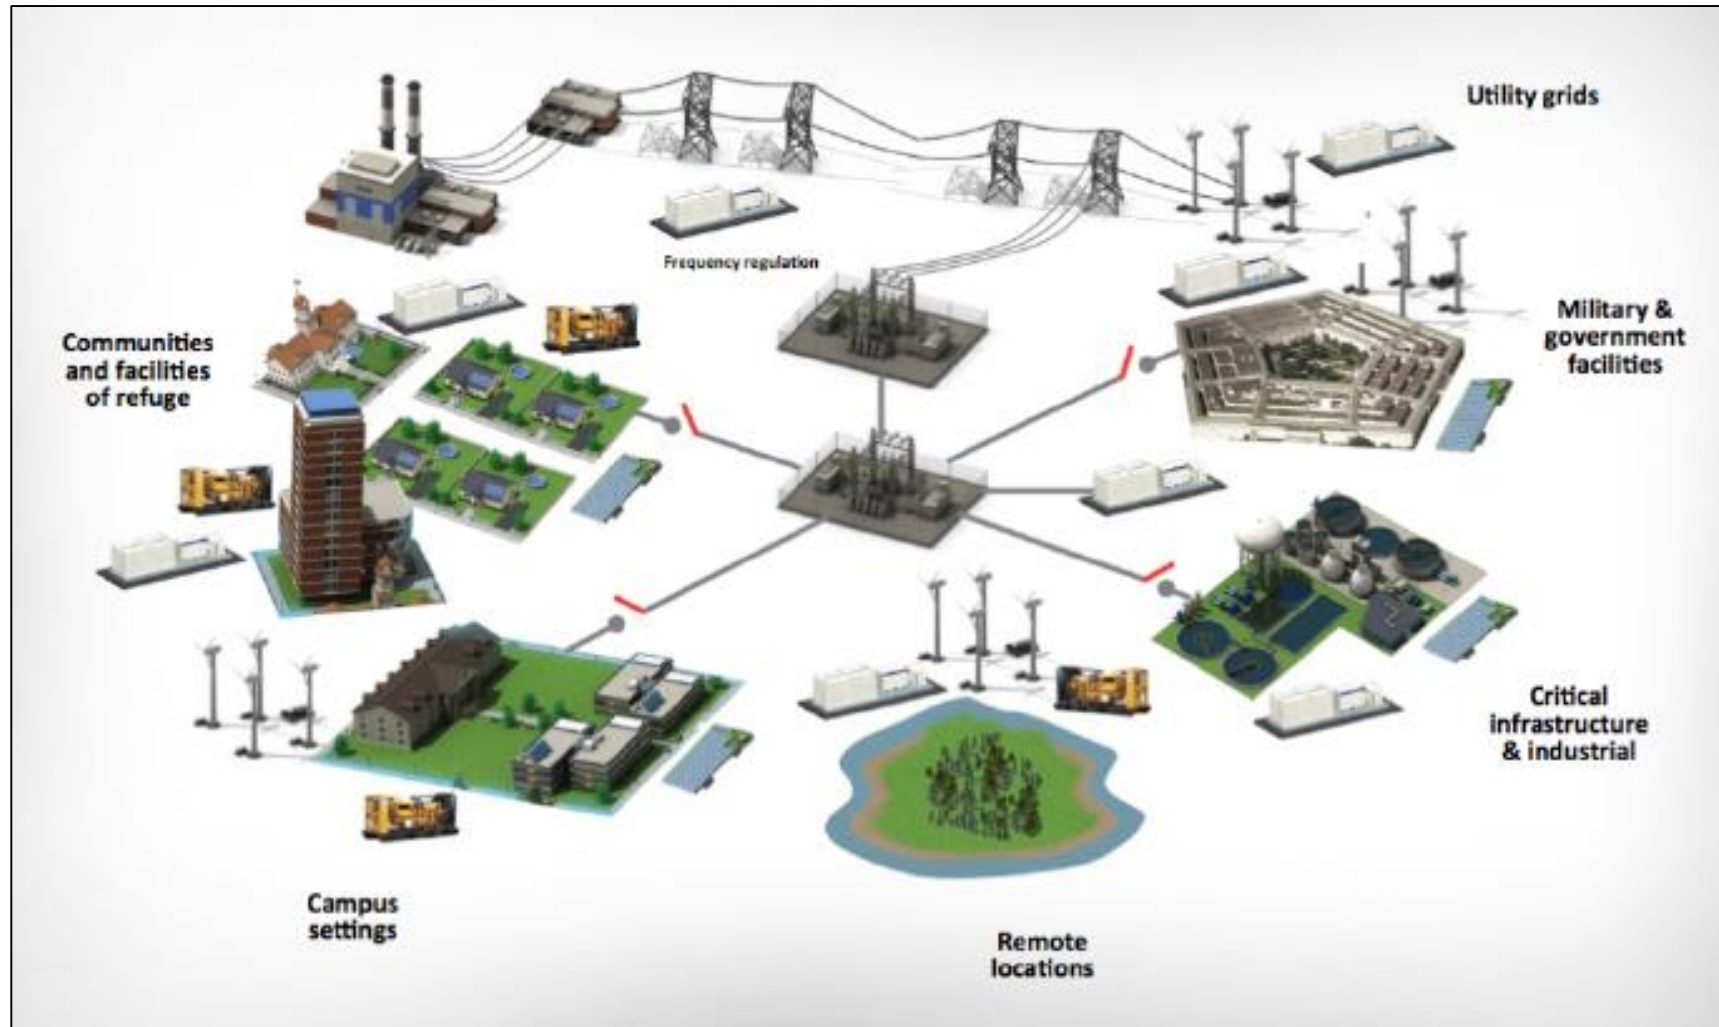 Utility grids
Frequency regulation
Military &
government
facilities
Communities
and facilities
of refuge
Critical
infrastructure
& industrial
Campus
settings
Remote
locations